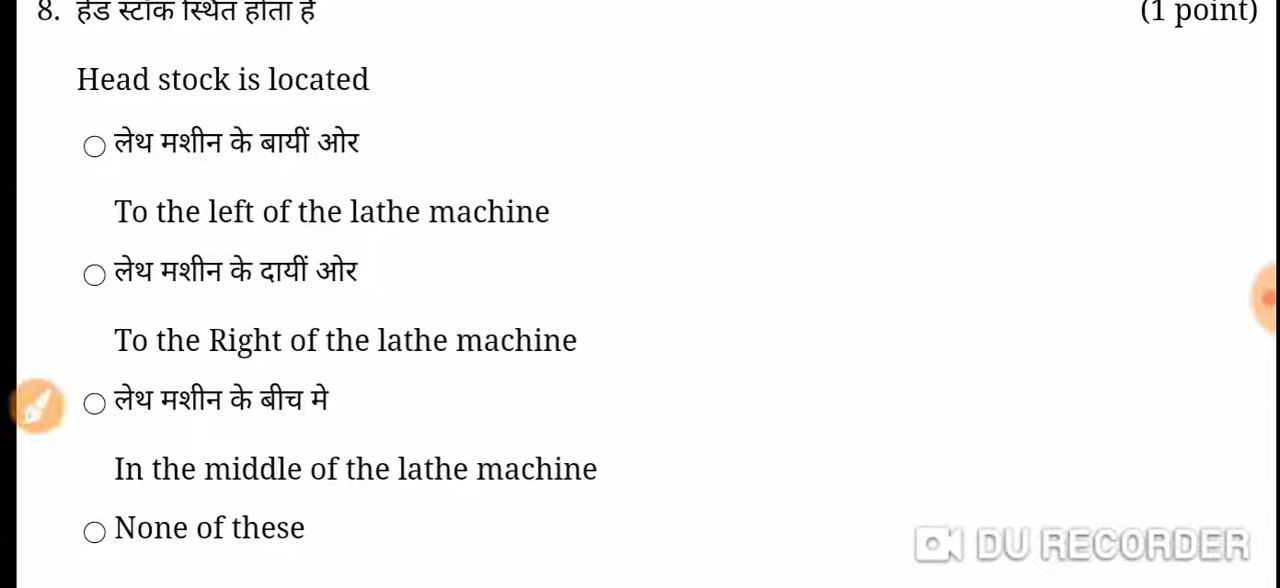 8. हेड स्टॉक स्थित होता है (1 point)
Head stock is located
लेथ मशीन के बायीं ओर
To the left of the lathe machine
लेथ मशीन के दायीं ओर
To the Right of the lathe machine
लेथ मशीन के बीच मे
In the middle of the lathe machine
None of these
DU RECORDER